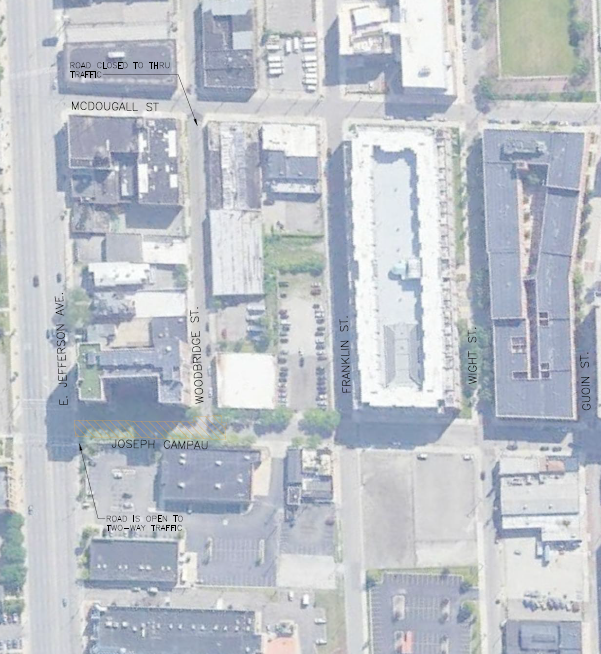 ROAD CLOSED TO THRU
TRAFFIC
MCDOUGALL ST
E. JEFFERSON AVE.
WOODBRIDGE ST.
FRANKLIN ST.
WIGHT ST.
GUOIN ST.
JOSEPH CAMPAU
ROAD IS OPEN TO
TWO-WAY TRAFFIC